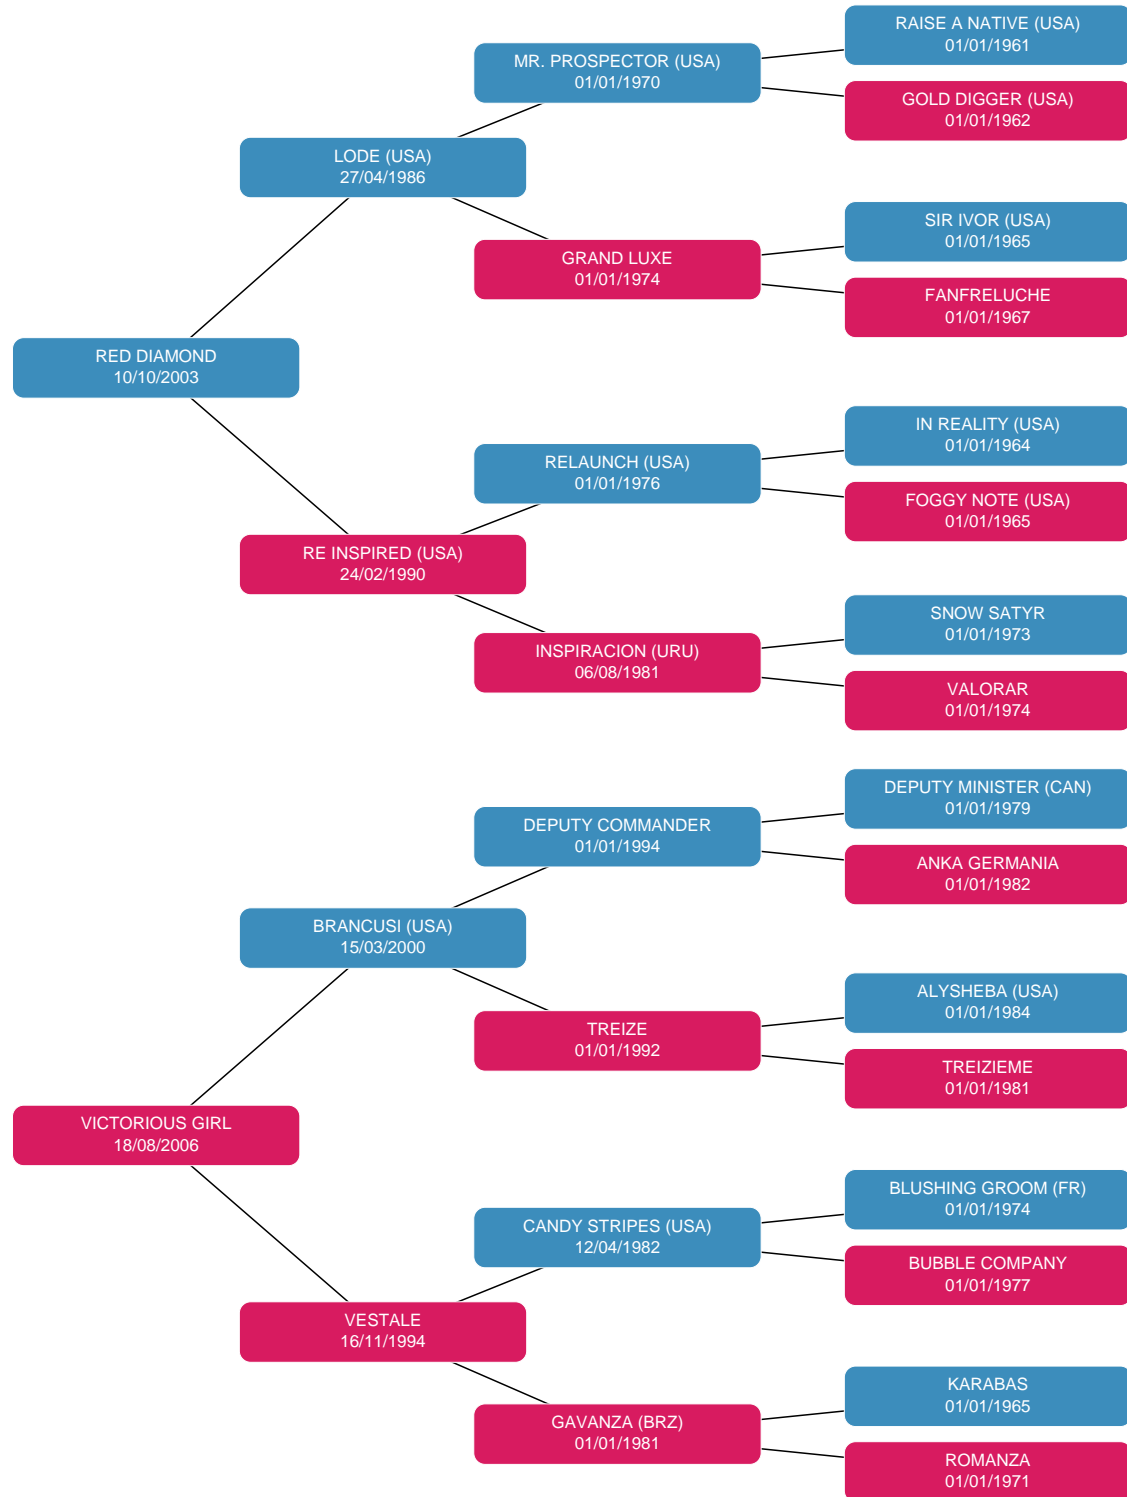 RAISE A NATIVE (USA)
01/01/1961
MR. PROSPECTOR (USA)
01/01/1970
GOLD DIGGER (USA)
01/01/1962
LODE (USA)
27/04/1986
SIR IVOR (USA)
01/01/1965
GRAND LUXE
01/01/1974
FANFRELUCHE
01/01/1967
RED DIAMOND
10/10/2003
IN REALITY (USA)
01/01/1964
RELAUNCH (USA)
01/01/1976
FOGGY NOTE (USA)
01/01/1965
RE INSPIRED (USA)
24/02/1990
SNOW SATYR
01/01/1973
INSPIRACION (URU)
06/08/1981
VALORAR
01/01/1974
DEPUTY MINISTER (CAN)
01/01/1979
DEPUTY COMMANDER
01/01/1994
ANKA GERMANIA
01/01/1982
BRANCUSI (USA)
15/03/2000
ALYSHEBA (USA)
01/01/1984
TREIZE
01/01/1992
TREIZIEME
01/01/1981
VICTORIOUS GIRL
18/08/2006
BLUSHING GROOM (FR)
01/01/1974
CANDY STRIPES (USA)
12/04/1982
BUBBLE COMPANY
01/01/1977
VESTALE
16/11/1994
KARABAS
01/01/1965
GAVANZA (BRZ)
01/01/1981
ROMANZA
01/01/1971